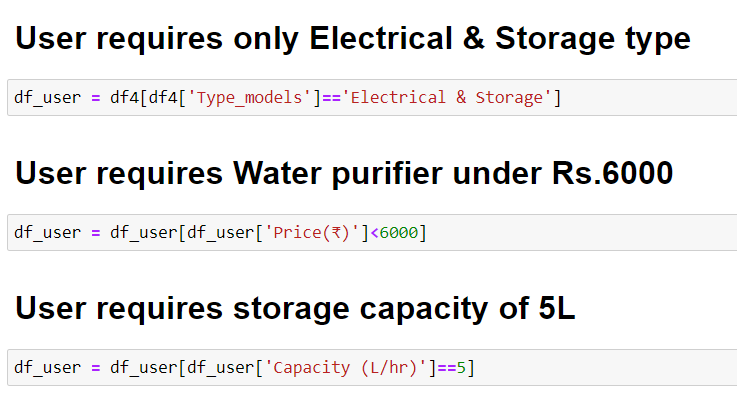 User requires only Electrical & Storage type
df_user = df4[df4['Type_models']=='Electrical & Storage']
User requires Water purifier under Rs.6000
df_user = df_user[df_user['Price(₹)']<6000]
User requires storage capacity of 5L
df_user = df_user[df_user['Capacity (L/hr)']==5]